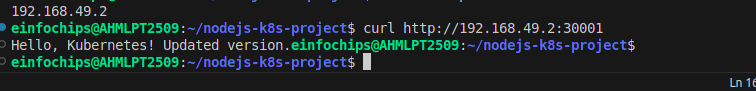 192.168.49.2
einfochips@AHMLPT2509:~/nodejs-k8s-project$ curl http://192.168.49.2:30001
Hello, Kubernetes! Updated version.einfochips@AHMLPT2509:~/nodejs-k8s-project$
einfochips@AHMLPT2509:~/nodejs-k8s-project$
Ln 16